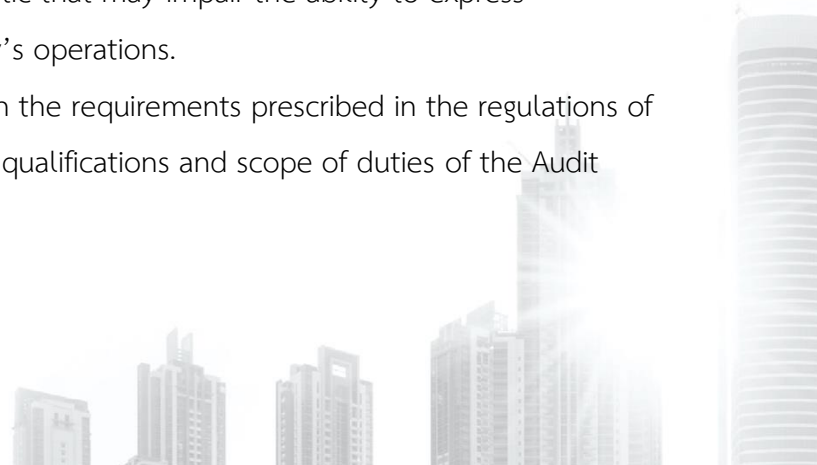 that may impair the ability to express
's operations.
the requirements prescribed in the regulations of
qualifications and scope of duties of the Audit